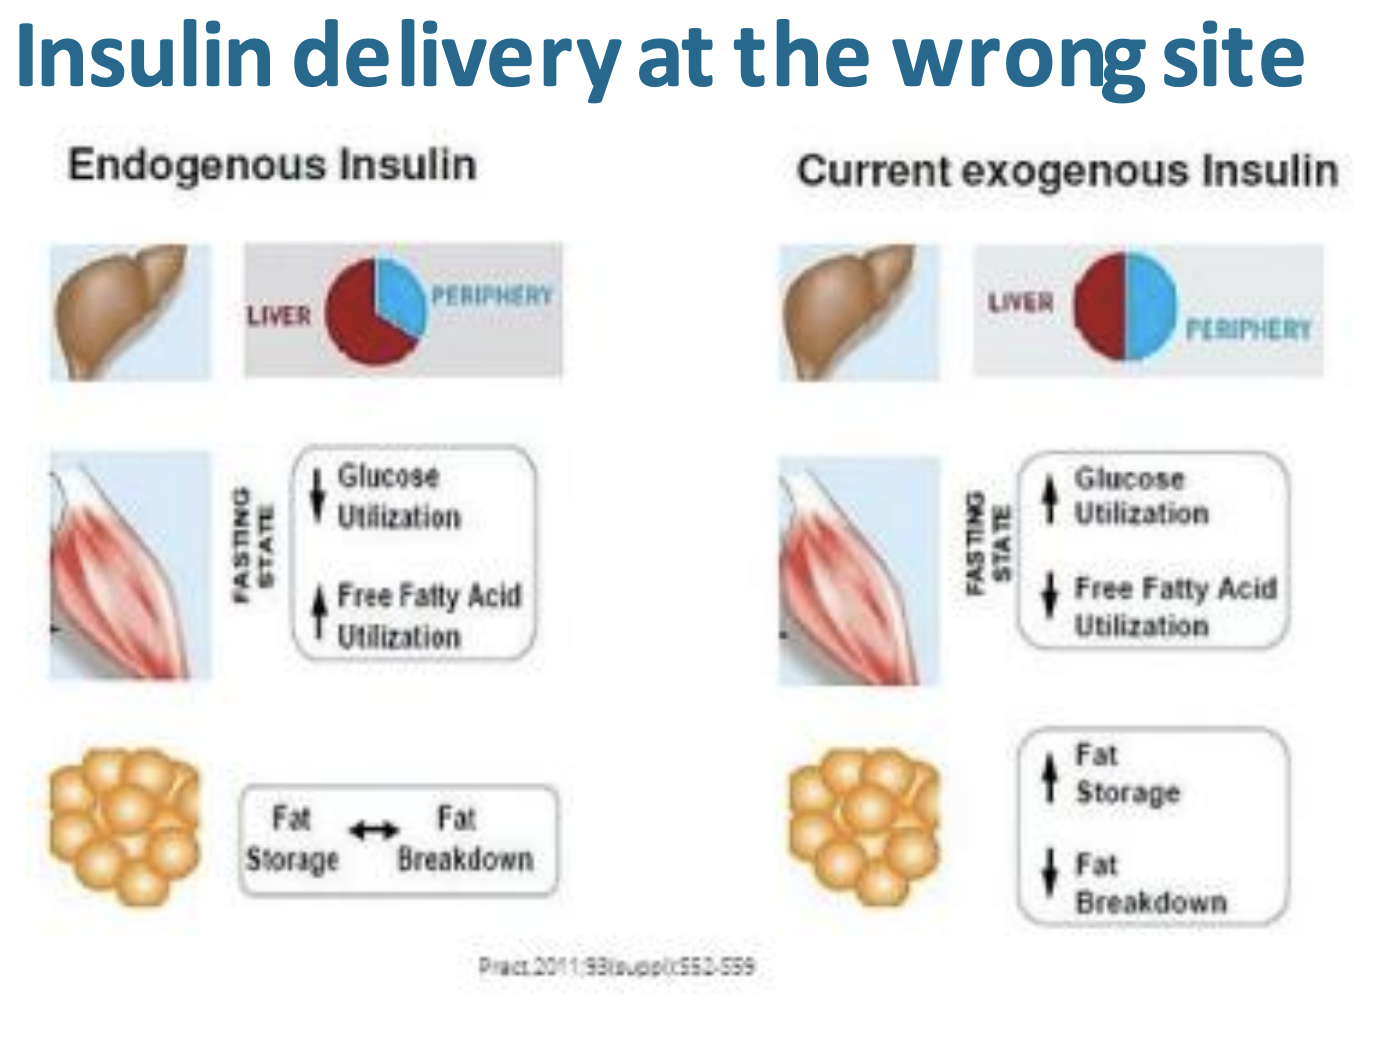 Insulin delivery at the wrong site
Endogenous Insulin
LIVER
PERIPHERY
FASTING
STATE
Glucose
Utilization
Free Fatty Acid
Utilization
Fat
Storage
Fat
Breakdown
Current exogenous Insulin
LIVER
PERIPHERY
FASTING
STATE
Glucose
Utilization
Free Fatty Acid
Utilization
Fat
Storage
Fat
Breakdown
Pract.2011;93(suppl):S52-S59